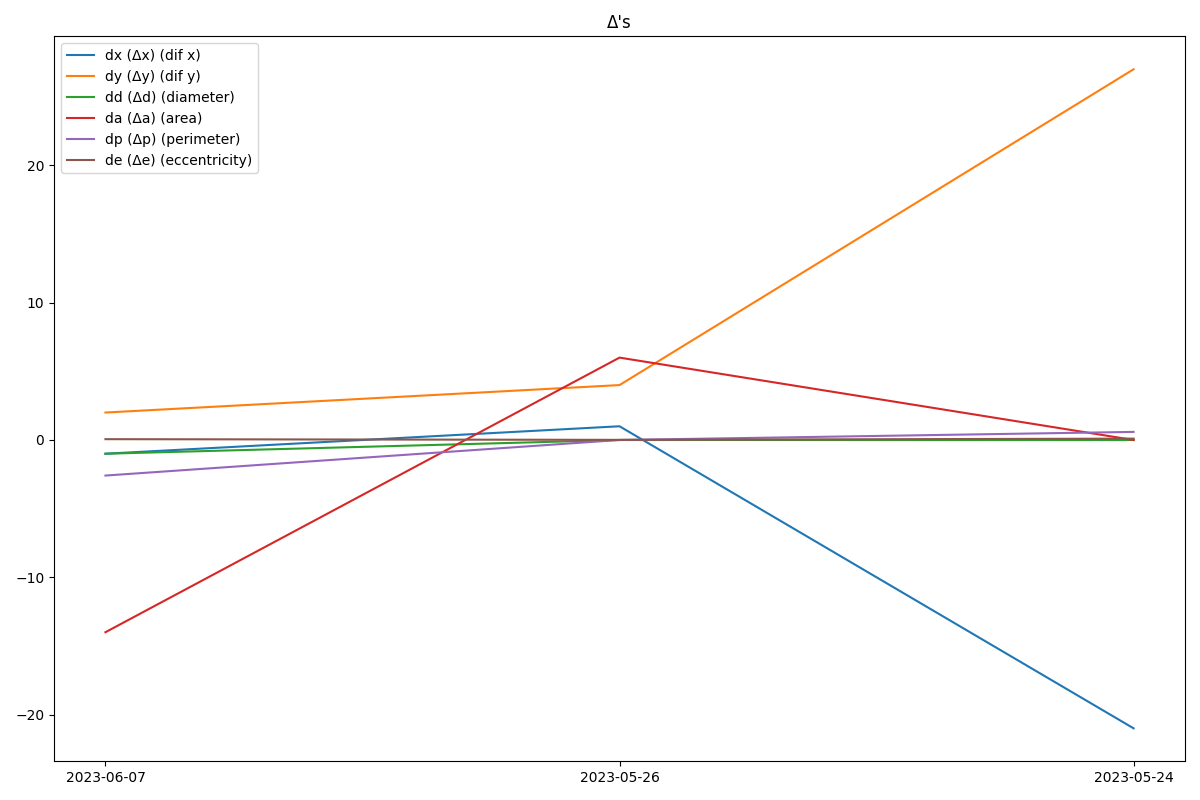 Δ's
dx (Δx) (dif x)
dy (Δy) (dif y)
dd (Δd) (diameter)
da (Δa) (area)
dp (Δp) (perimeter)
de (Δe) (eccentricity)
20
10
0
−10
−20
2023-06-07
2023-05-26
2023-05-24